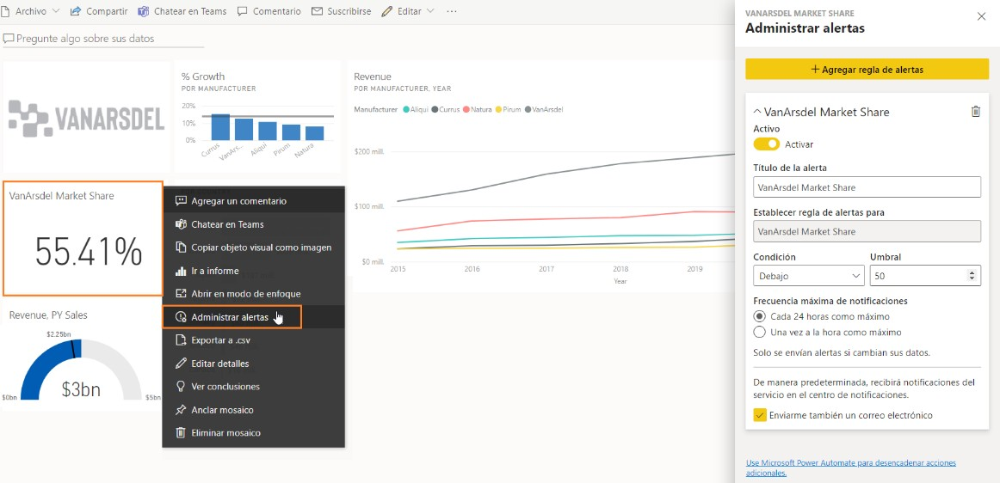 Archivo
Compartir
Chatear en Teams
Comentario
Suscribirse
Editar
...
Pregunte algo sobre sus datos
VANARSDEL
% Growth
POR MANUFACTURER
20%
10%
0%
Currus
VanArs...
Aliqui
Pirum
Natura
Revenue
POR MANUFACTURER, YEAR
Manufacturer
Aliqui
Currus
Natura
Pirum
VanArsdel
$200 mill.
$100 mill.
$0 mill.
2015
2016
2017
2018
2019
Year
VanArsdel Market Share
55.41%
Revenue, PY Sales
$2.25bn
$3bn
$0bn
$5bn
Agregar un comentario
Chatear en Teams
Copiar objeto visual como imagen
Ir a informe
Abrir en modo de enfoque
Administrar alertas
Exportar a .csv
Editar detalles
Ver conclusiones
Anclar mosaico
Eliminar mosaico
VANARSDEL MARKET SHARE
Administrar alertas
+ Agregar regla de alertas
VanArsdel Market Share
Activo
Activar
Título de la alerta
VanArsdel Market Share
Establecer regla de alertas para
VanArsdel Market Share
Condición
Umbral
Debajo
50
Frecuencia máxima de notificaciones
Cada 24 horas como máximo
Una vez a la hora como máximo
Solo se envían alertas si cambian sus datos.
De manera predeterminada, recibirá notificaciones del
servicio en el centro de notificaciones.
Enviarme también un correo electrónico
Use Microsoft Power Automate para desencadenar acciones
adicionales.